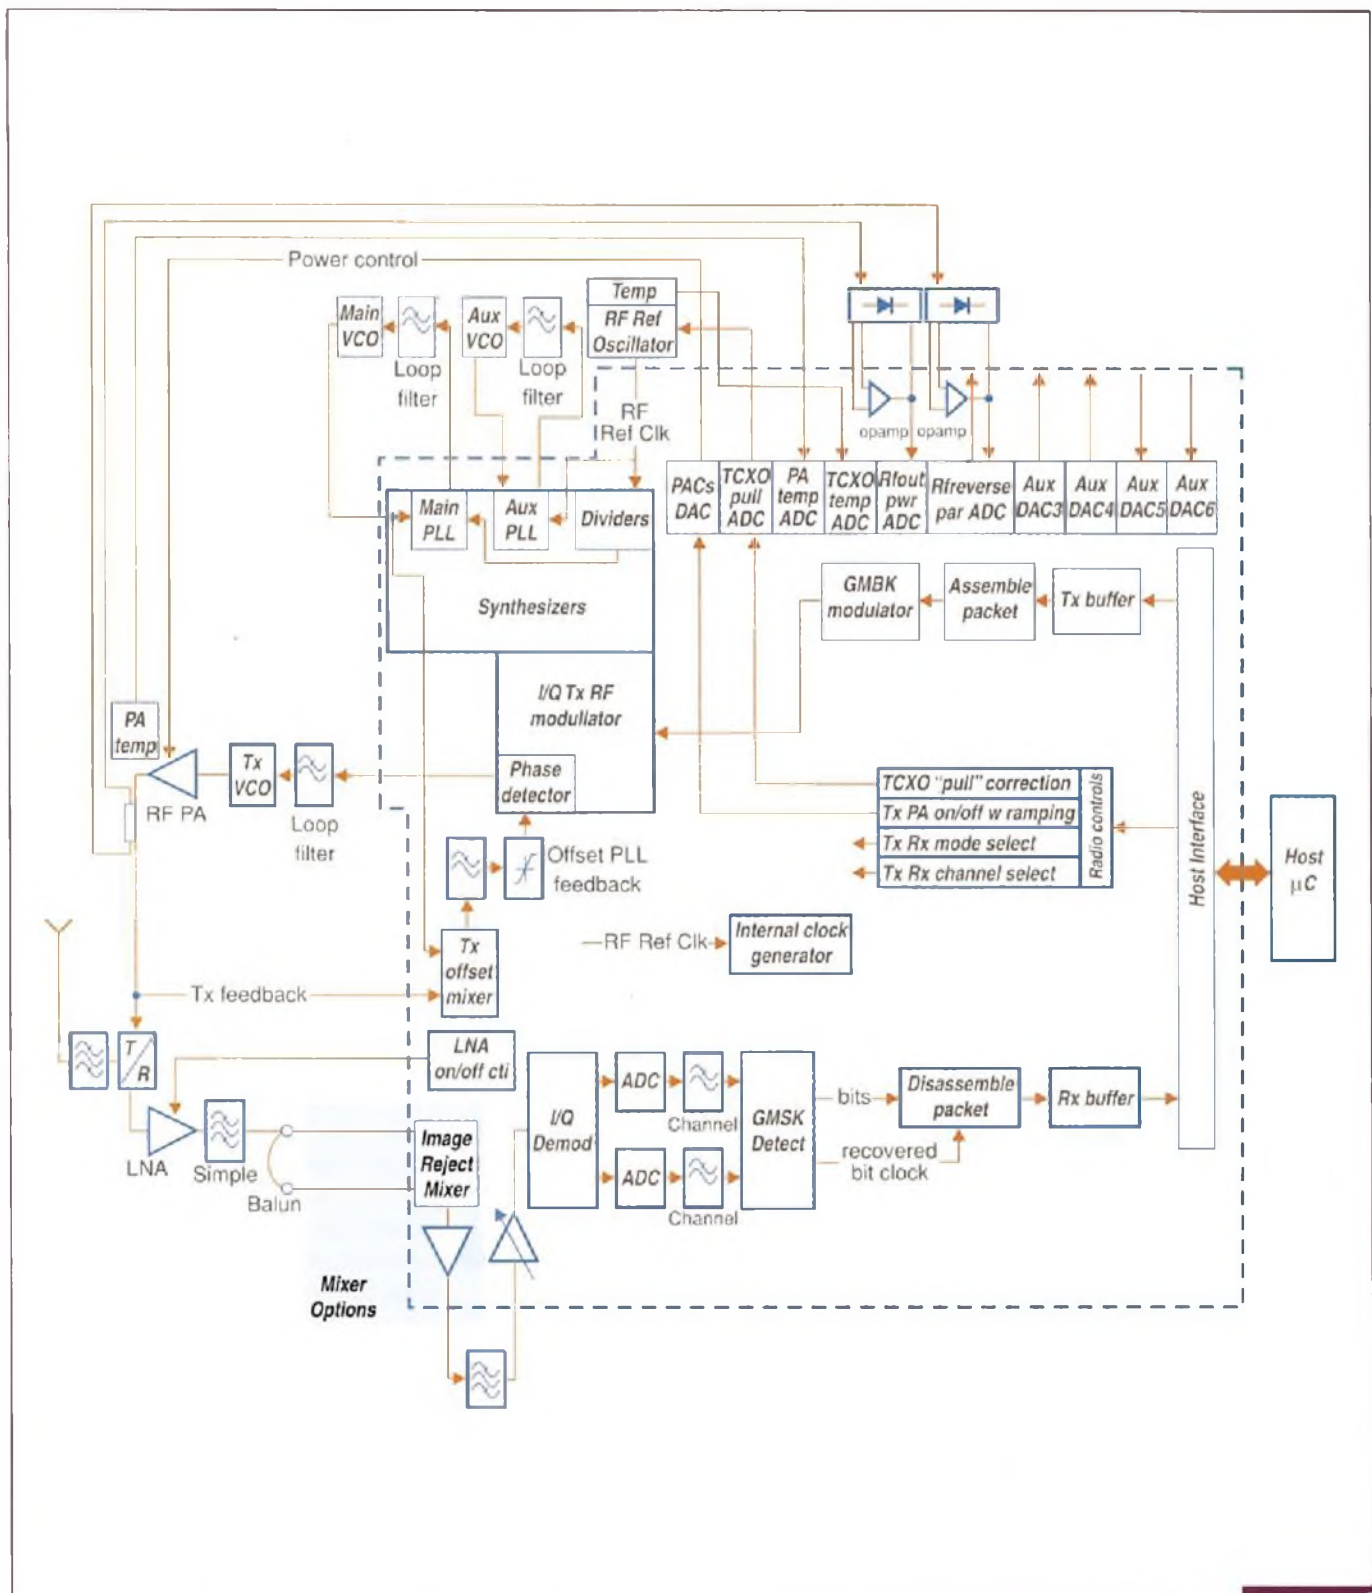 Power control
Main
VCO
Loop
filter
Aux
VCO
Loop
filter
Temp
RF Ref
Oscillator
RF
Ref Clk
opamp
opamp
PACs
DAC
TCXO
pull
ADC
PA
temp
ADC
TCXO
temp
ADC
Rfout
pwr
ADC
Rfreverse
par ADC
Aux
DAC3
Aux
DAC4
Aux
DAC5
Aux
DAC6
Main
PLL
Aux
PLL
Dividers
Synthesizers
GMBK
modulator
Assemble
packet
Tx buffer
I/Q Tx RF
modullator
Phase
detector
PA
temp
RF PA
Tx
VCO
Loop
filter
Offset PLL
feedback
TCXO "pull" correction
Tx PA on/off w ramping
Tx Rx mode select
Tx Rx channel select
Radio controls
Host Interface
Host
µC
Tx
offset
mixer
RF Ref Clk
Internal clock
generator
Tx feedback
T/R
LNA
on/off cti
LNA
Simple
Balun
Image
Reject
Mixer
Mixer
Options
I/Q
Demod
ADC
Channel
ADC
Channel
GMSK
Detect
bits
recovered
bit clock
Disassemble
packet
Rx buffer